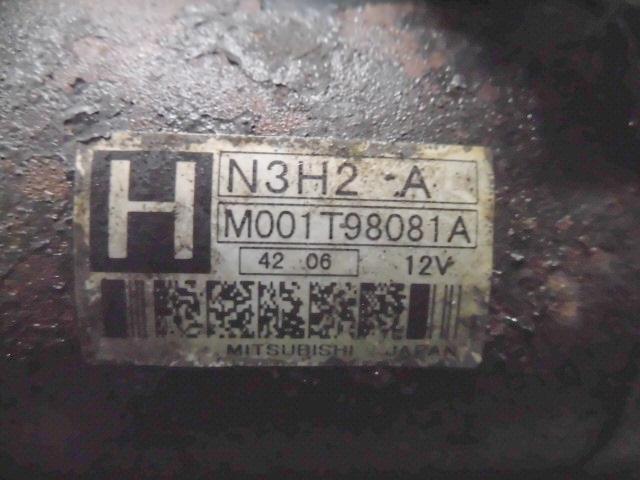 H
N3H2 -A
M001T98081A
42 06 12V
MITSUBISHI JAPAN